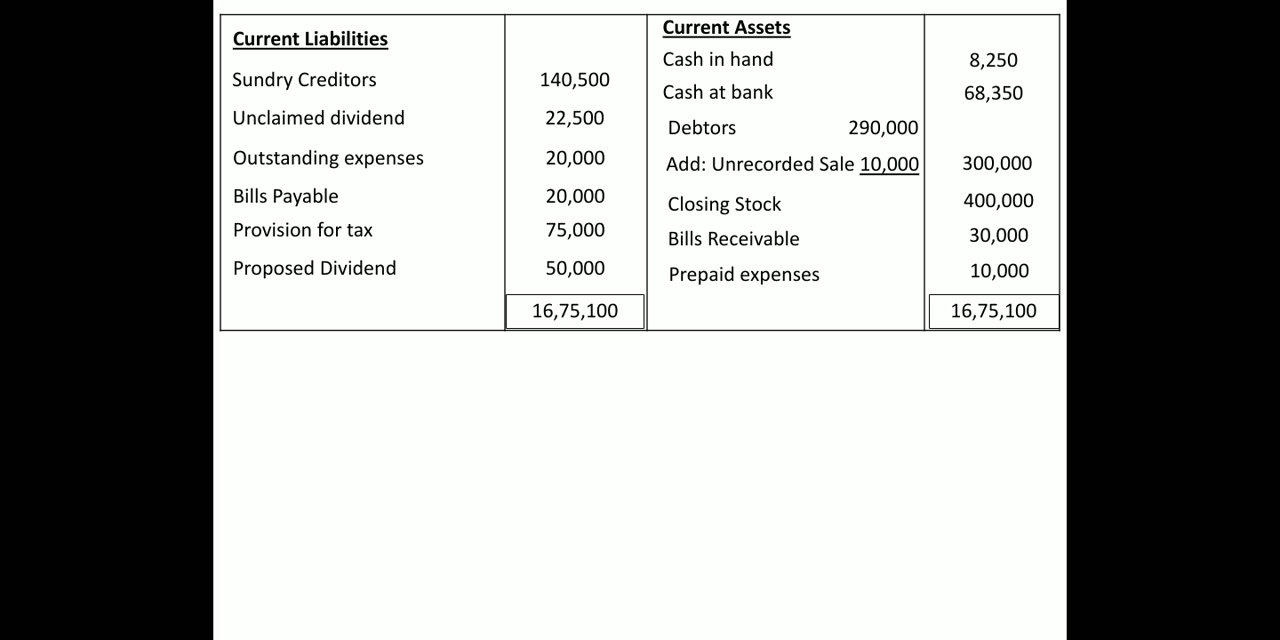 Current Liabilities
Sundry Creditors 140,500
Unclaimed dividend 22,500
Outstanding expenses 20,000
Bills Payable 20,000
Provision for tax 75,000
Proposed Dividend 50,000
16,75,100
Current Assets
Cash in hand 8,250
Cash at bank 68,350
Debtors 290,000
Add: Unrecorded Sale 10,000 300,000
Closing Stock 400,000
Bills Receivable 30,000
Prepaid expenses 10,000
16,75,100